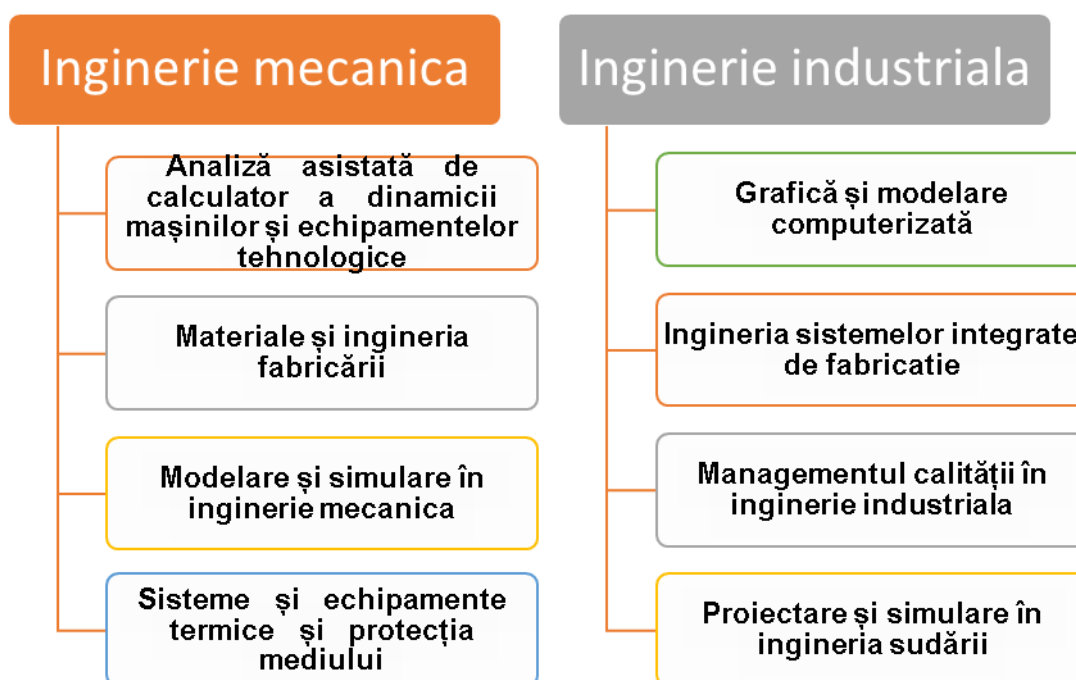 Inginerie mecanica
Analiză asistată de
calculator a dinamicii
mașinilor și echipamentelor
tehnologice
Materiale și ingineria
fabricării
Modelare și simulare în
inginerie mecanica
Sisteme și echipamente
termice și protecția
mediului
Inginerie industriala
Grafică și modelare
computerizată
Ingineria sistemelor integrate
de fabricatie
Managementul calității în
inginerie industriala
Proiectare și simulare în
ingineria sudării